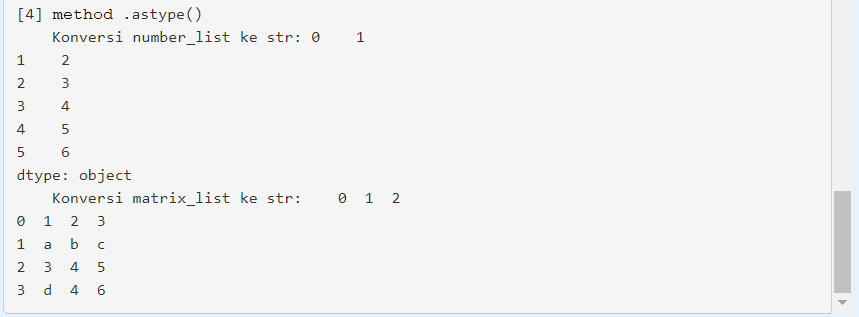 [4] method .astype()
    Konversi number_list ke str: 0    1
1    2
2    3
3    4
4    5
5    6
dtype: object
    Konversi matrix_list ke str:    0  1  2
0  1  2  3
1  a  b  c
2  3  4  5
3  d  4  6